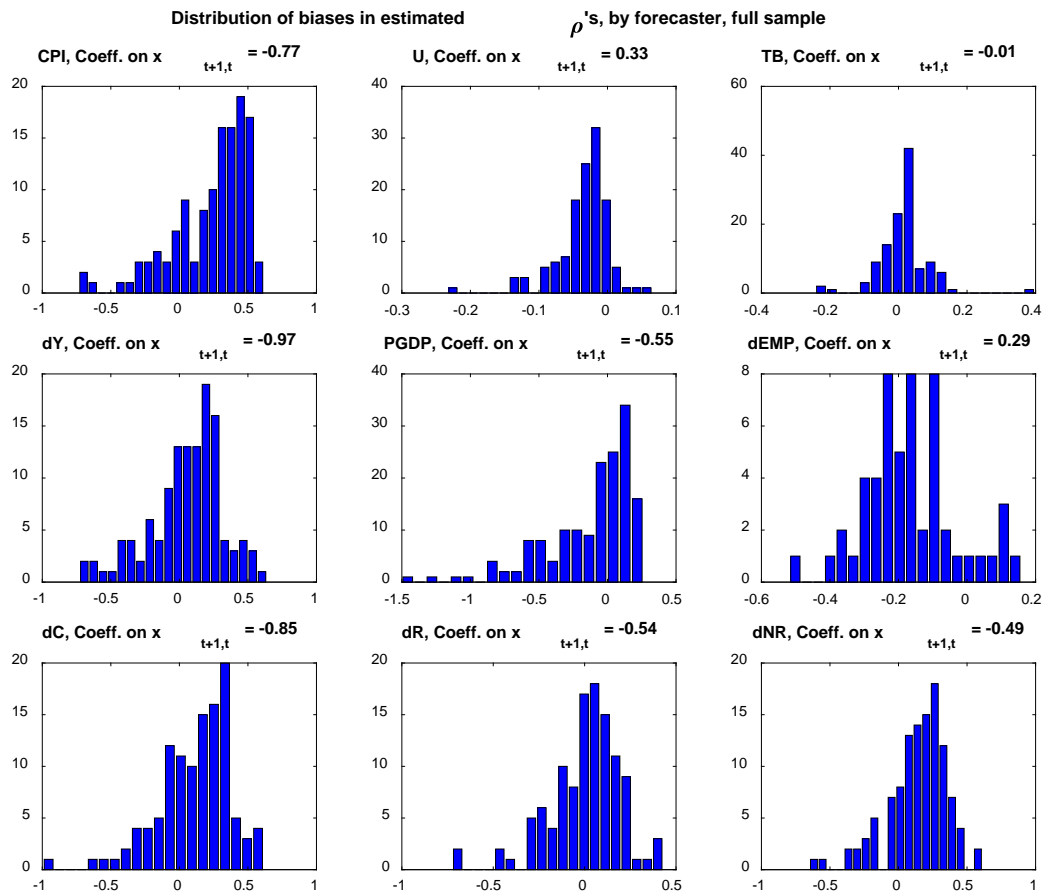 Distribution of biases in estimated ρ's, by forecaster, full sample
CPI, Coeff. on x t+1,t = -0.77
U, Coeff. on x t+1,t = 0.33
TB, Coeff. on x t+1,t = -0.01
20
15
10
5
0
-1 -0.5 0 0.5 1
40
30
20
10
0
-0.3 -0.2 -0.1 0 0.1
60
40
20
0
-0.4 -0.2 0 0.2 0.4
dY, Coeff. on x t+1,t = -0.97
PGDP, Coeff. on x t+1,t = -0.55
dEMP, Coeff. on x t+1,t = 0.29
20
15
10
5
0
-1 -0.5 0 0.5 1
40
30
20
10
0
-1.5 -1 -0.5 0 0.5
8
6
4
2
0
-0.6 -0.4 -0.2 0 0.2
dC, Coeff. on x t+1,t = -0.85
dR, Coeff. on x t+1,t = -0.54
dNR, Coeff. on x t+1,t = -0.49
20
15
10
5
0
-1 -0.5 0 0.5 1
20
15
10
5
0
-1 -0.5 0 0.5
20
15
10
5
0
-1 -0.5 0 0.5 1